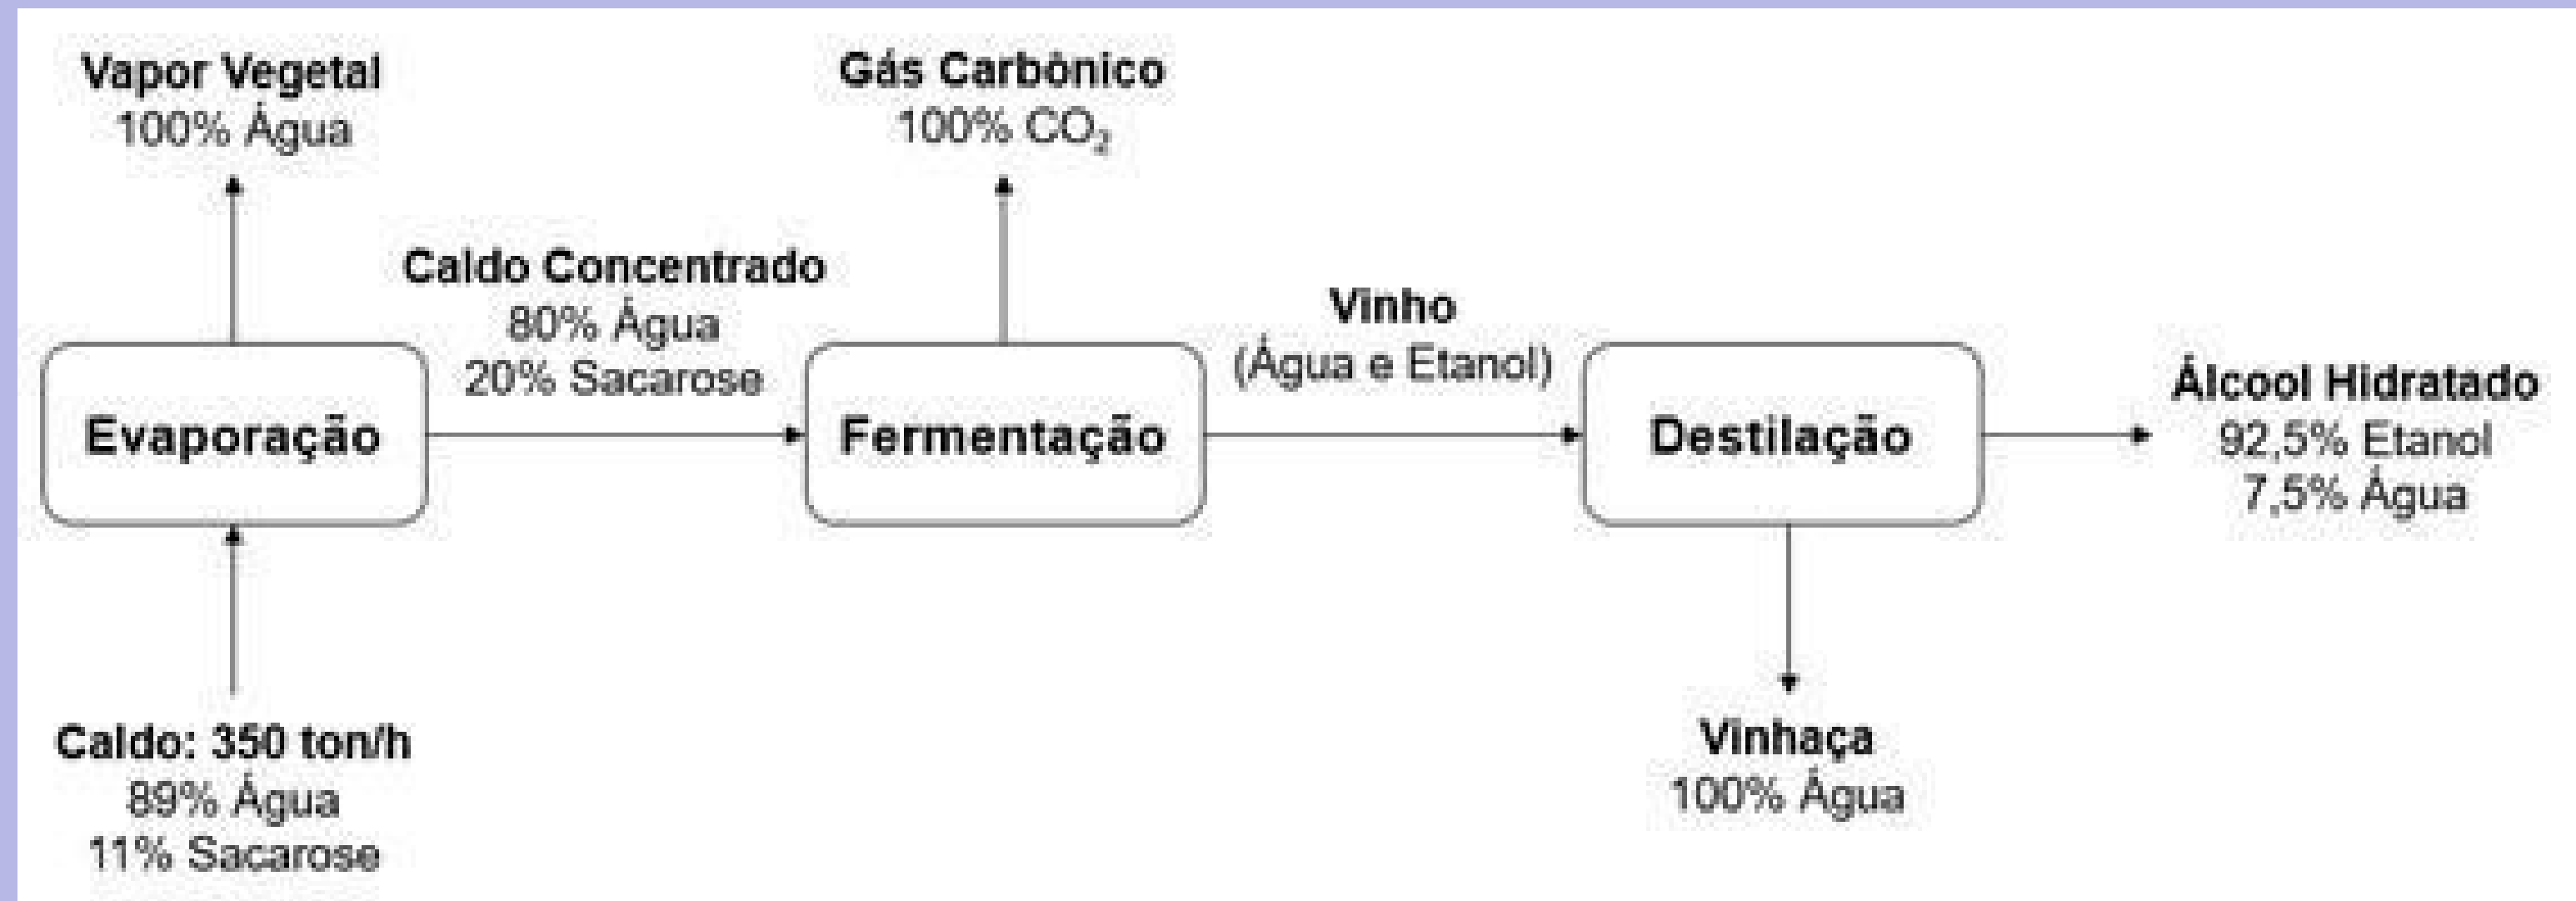 Vapor Vegetal
100% Água
Gás Carbônico
100% CO₂
Caldo Concentrado
80% Água
20% Sacarose
Vinho
(Água e Etanol)
Álcool Hidratado
92,5% Etanol
7,5% Água
Evaporação
Fermentação
Destilação
Caldo: 350 ton/h
89% Água
11% Sacarose
Vinhaça
100% Água